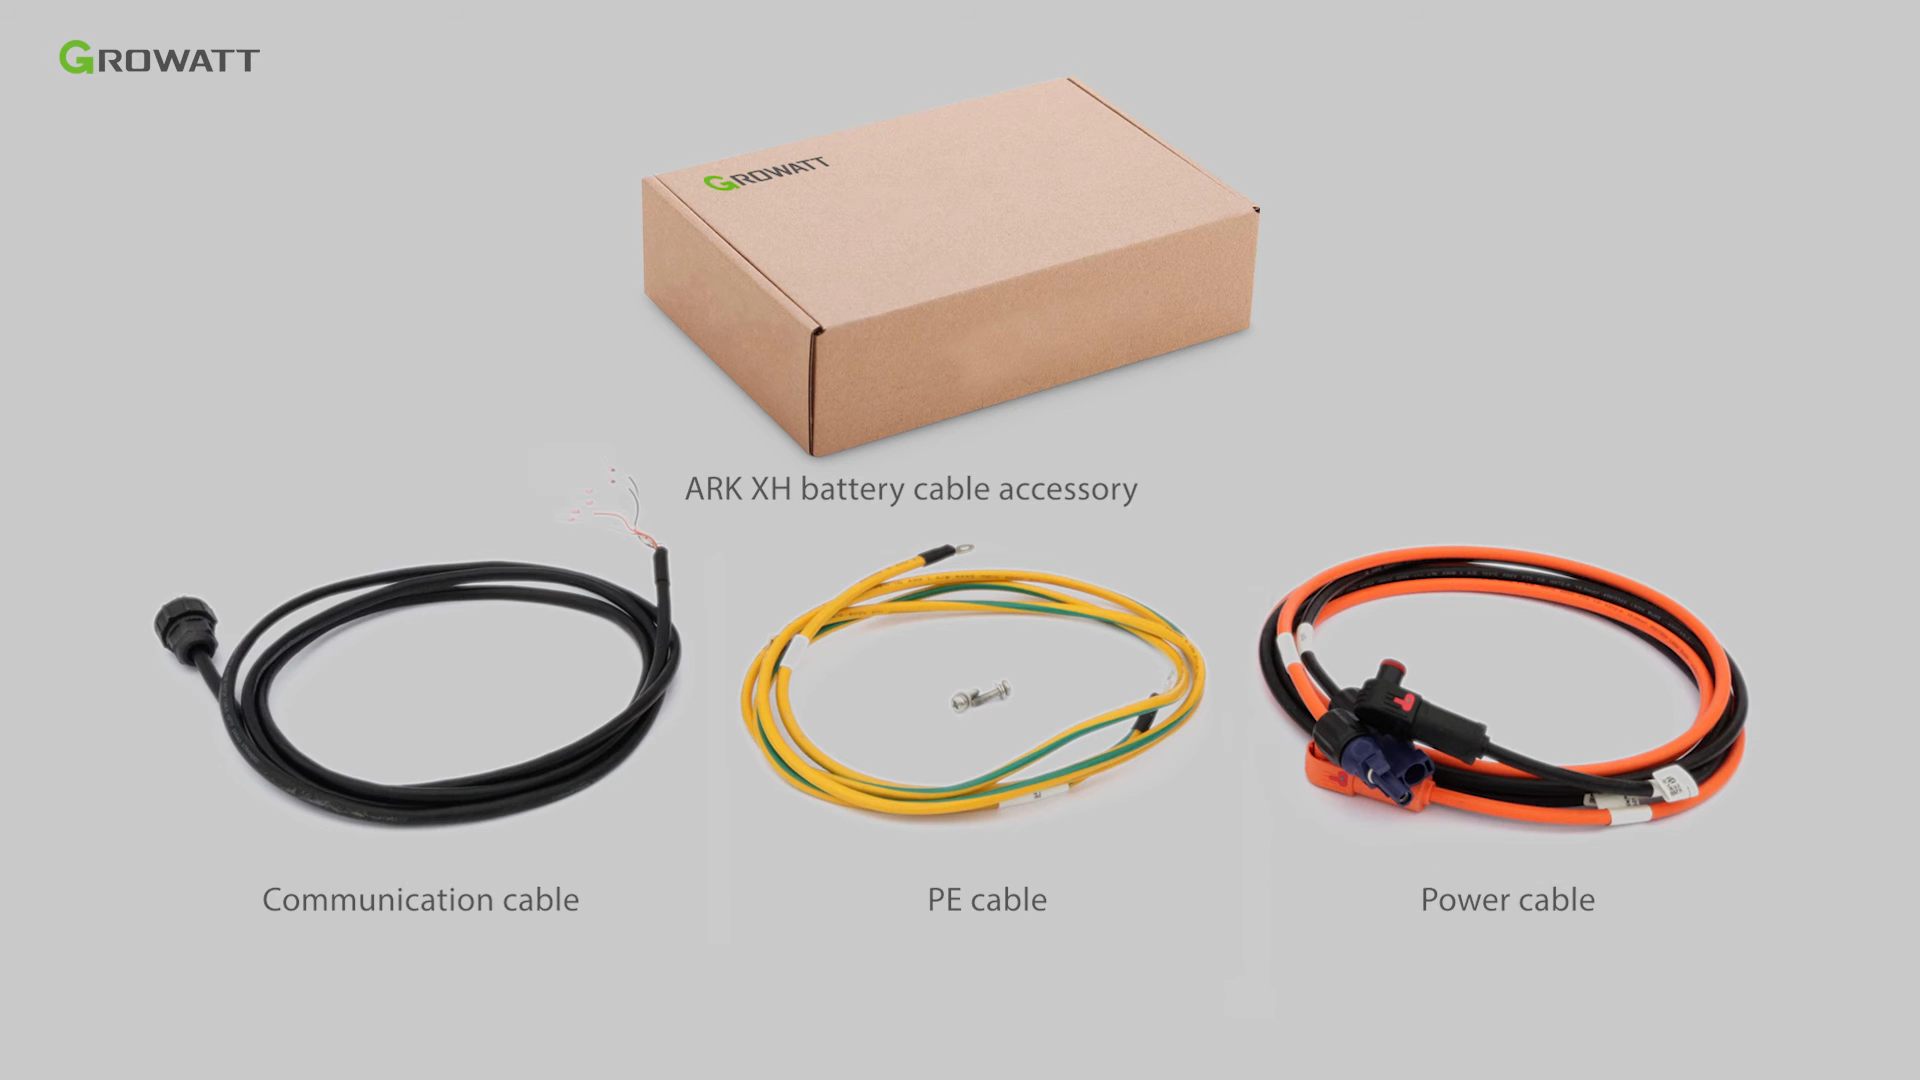 GROWATT
GROWATT
ARK XH battery cable accessory
Communication cable
PE cable
Power cable